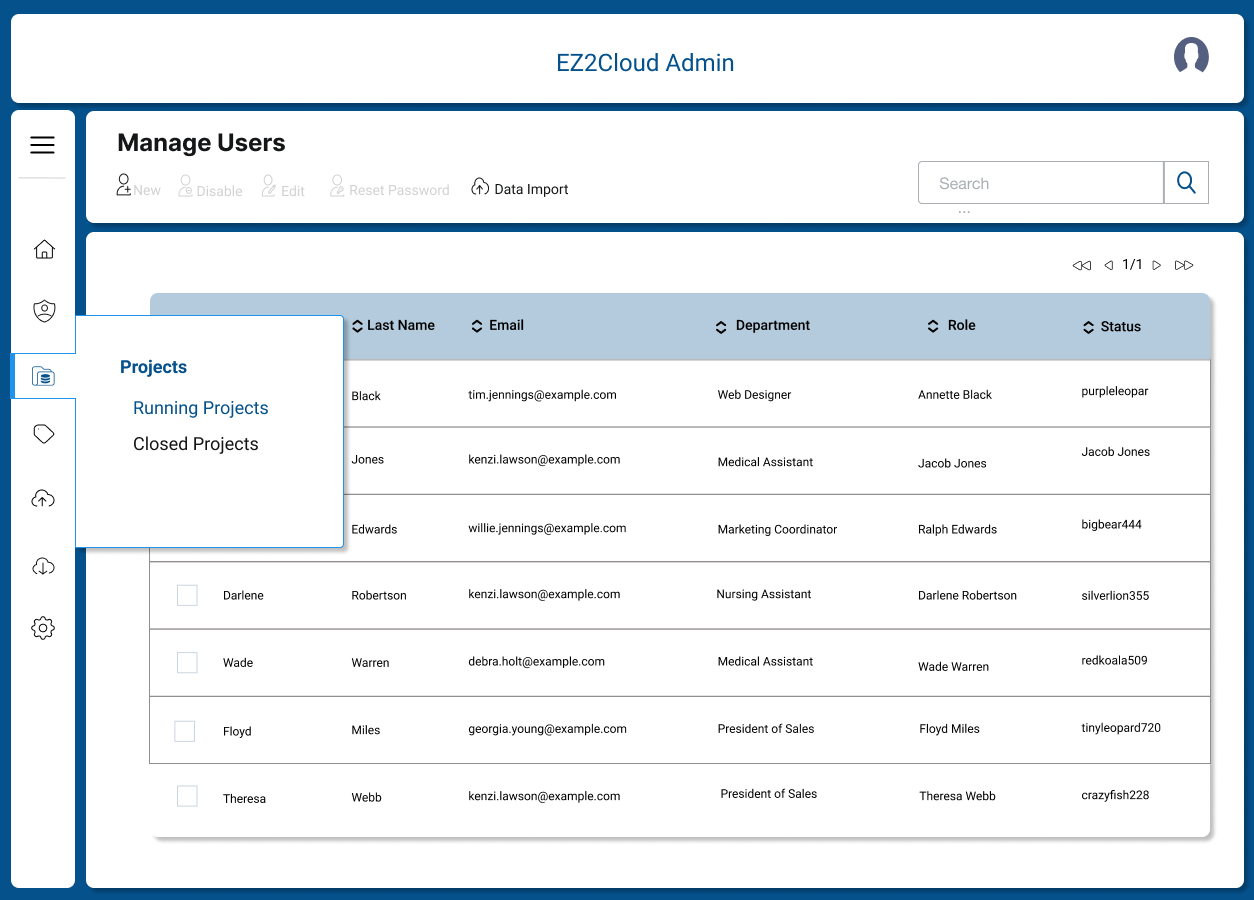 EZ2Cloud Admin
Manage Users
New Disable Edit Reset Password Data Import
Search
...
1/1
Last Name Email Department Role Status
Projects
Running Projects
Closed Projects
Black tim.jennings@example.com Web Designer Annette Black purpleleopar
Jones kenzi.lawson@example.com Medical Assistant Jacob Jones Jacob Jones
Edwards willie.jennings@example.com Marketing Coordinator Ralph Edwards bigbear444
Darlene Robertson kenzi.lawson@example.com Nursing Assistant Darlene Robertson silverlion355
Wade Warren debra.holt@example.com Medical Assistant Wade Warren redkoala509
Floyd Miles georgia.young@example.com President of Sales Floyd Miles tinyleopard720
Theresa Webb kenzi.lawson@example.com President of Sales Theresa Webb crazyfish228